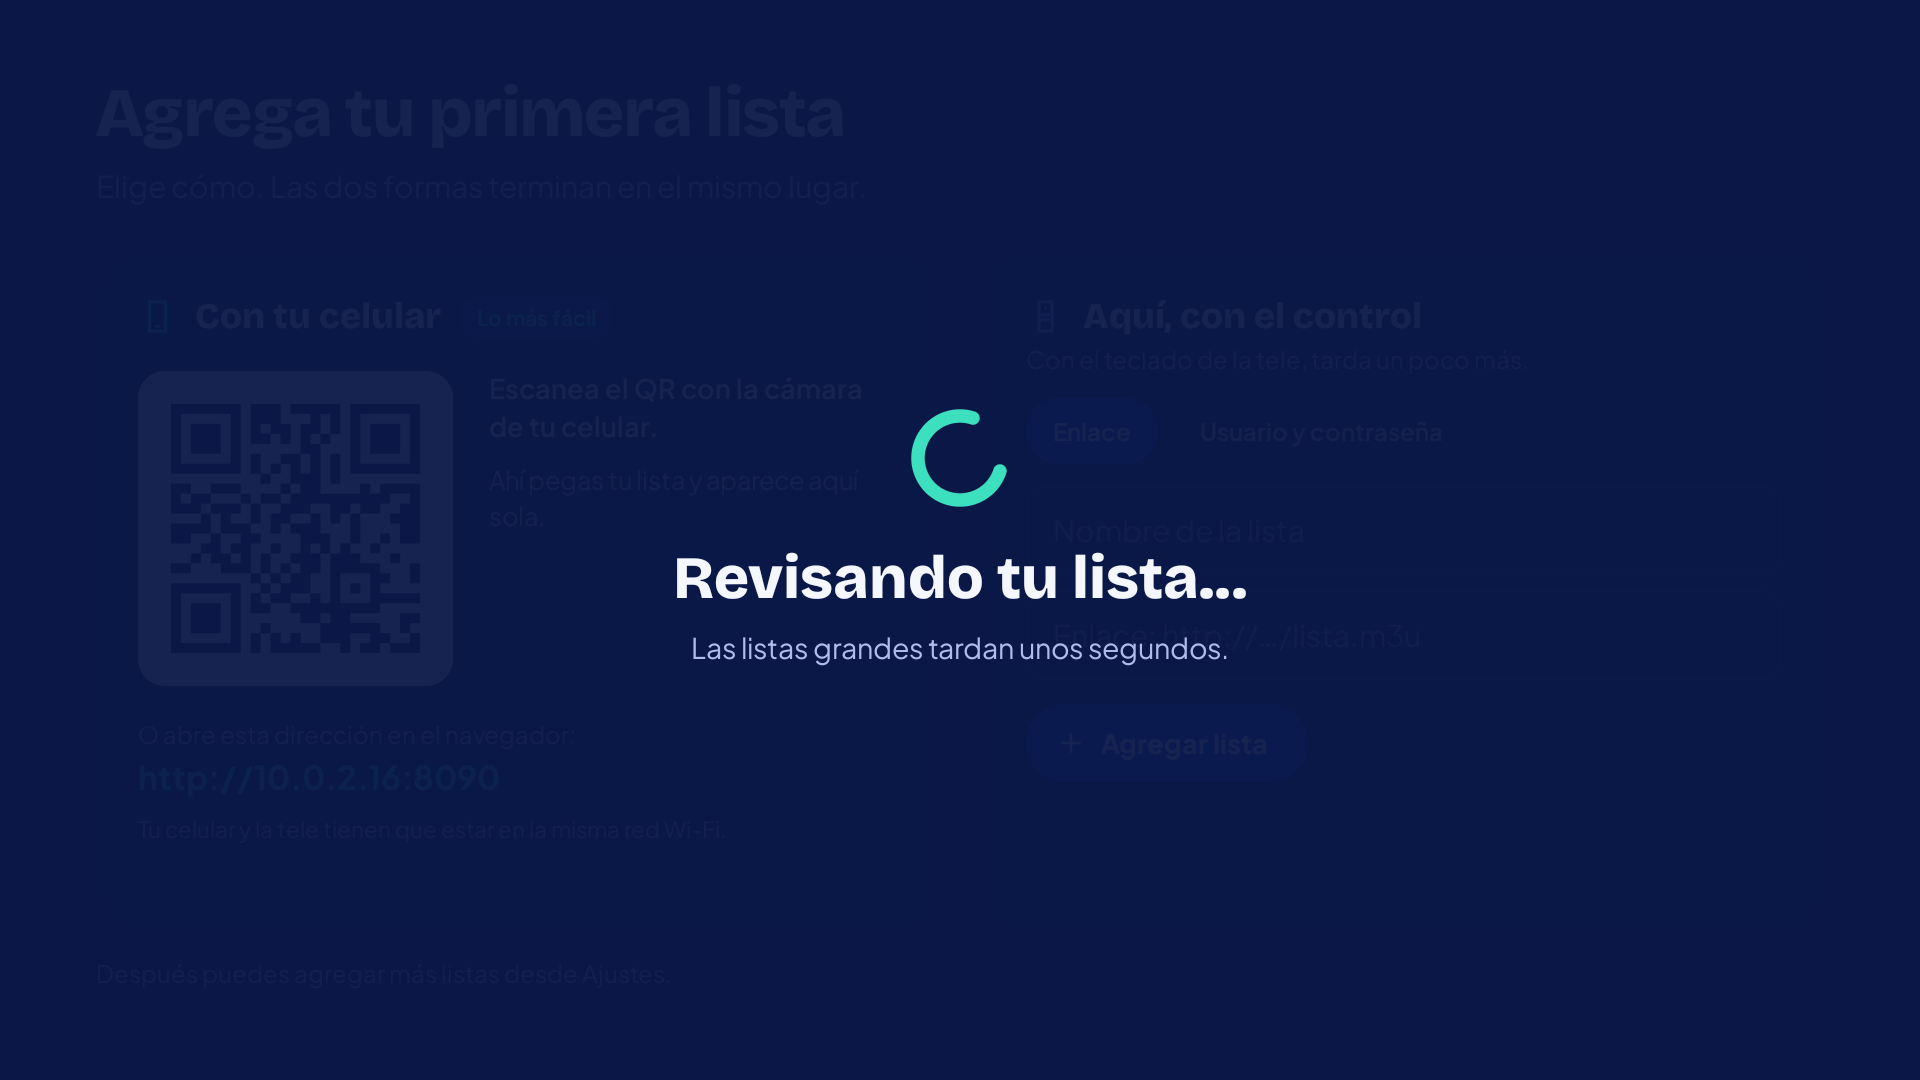 Agrega tu primera lista
Elige cómo. Las dos formas terminan en el mismo lugar.
Con tu celular
Lo más fácil
Escanea el QR con la cámara
de tu celular.
Ahí pegas tu lista y aparece aquí
sola.
O abre esta dirección en el navegador:
http://10.0.2.16:8090
Tu celular y la tele tienen que estar en la misma red Wi-Fi.
Aquí, con el control
Con el teclado de la tele, tarda un poco más.
Enlace
Usuario y contraseña
Nombre de la lista
Enlace: http://…/lista.m3u
+ Agregar lista
Revisando tu lista...
Las listas grandes tardan unos segundos.
Después puedes agregar más listas desde Ajustes.